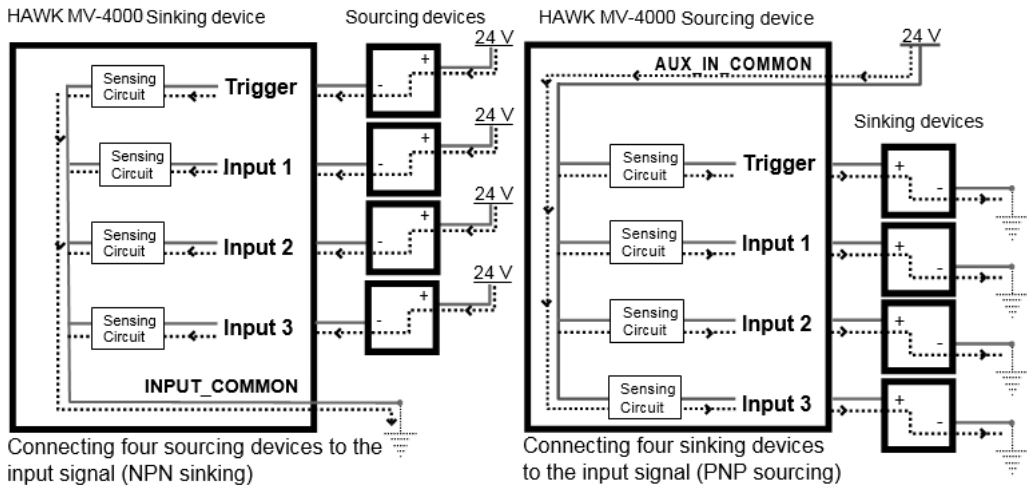 HAWK MV-4000 Sinking device
Sourcing devices
24 V
Sensing
Circuit
Trigger
-
+
24 V
Sensing
Circuit
Input 1
-
+
24 V
Sensing
Circuit
Input 2
-
+
24 V
Sensing
Circuit
Input 3
-
+
INPUT_COMMON
Connecting four sourcing devices to the
input signal (NPN sinking)
HAWK MV-4000 Sourcing device
24 V
AUX_IN_COMMON
Sinking devices
Sensing
Circuit
Trigger
+
-
Sensing
Circuit
Input 1
+
-
Sensing
Circuit
Input 2
+
-
Sensing
Circuit
Input 3
+
-
Connecting four sinking devices
to the input signal (PNP sourcing)